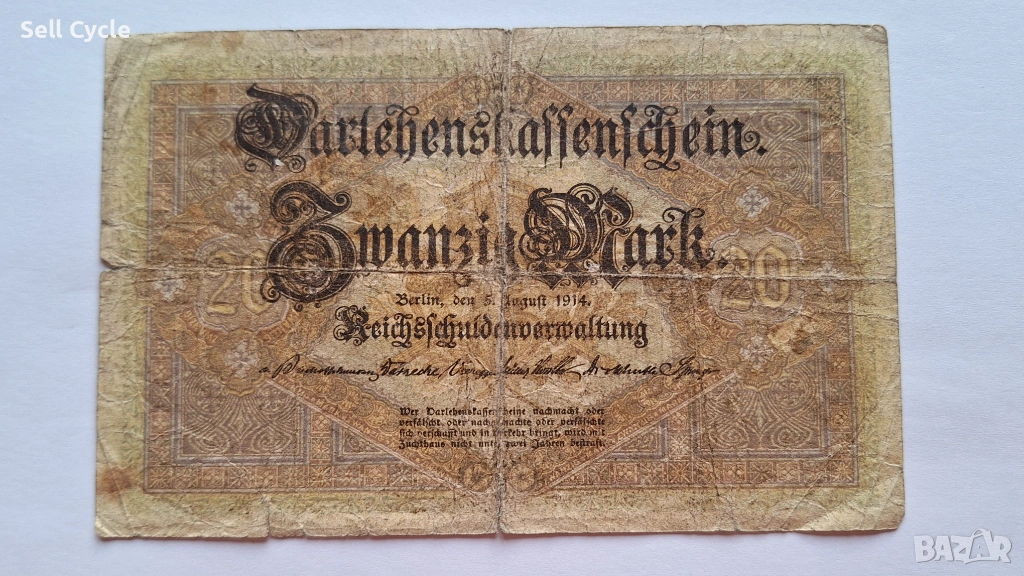 Sell Cycle
Darlehenskassenschein.
Zwanzig Mark.
20 20
Berlin, den 5. August 1914.
Reichsschuldenverwaltung
Wer Darlehenskassenscheine nachmacht oder
verfälscht, oder nachgemachte oder verfälschte
sich verschafft und in Verkehr bringt, wird mit
Zuchthaus nicht unter zwei Jahren bestraft.
BAZAR